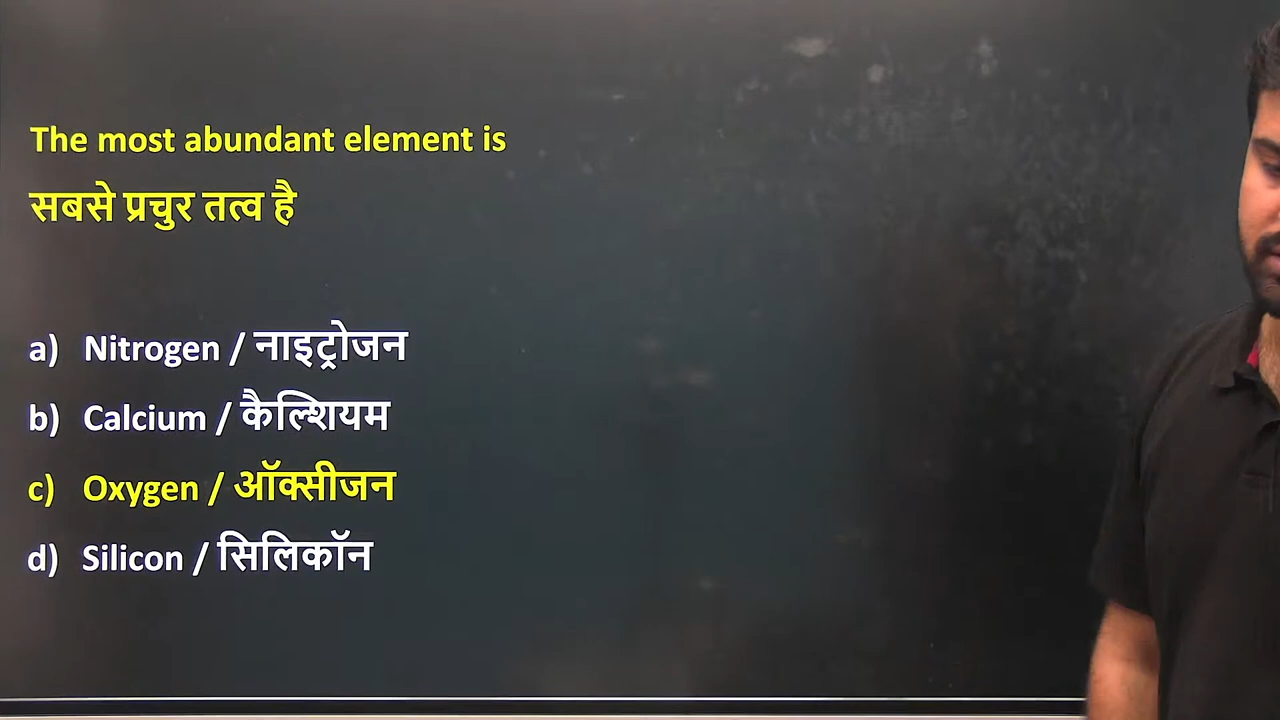 The most abundant element is
सबसे प्रचुर तत्व है
a) Nitrogen / नाइट्रोजन
b) Calcium / कैल्शियम
c) Oxygen / ऑक्सीजन
d) Silicon / सिलिकॉन